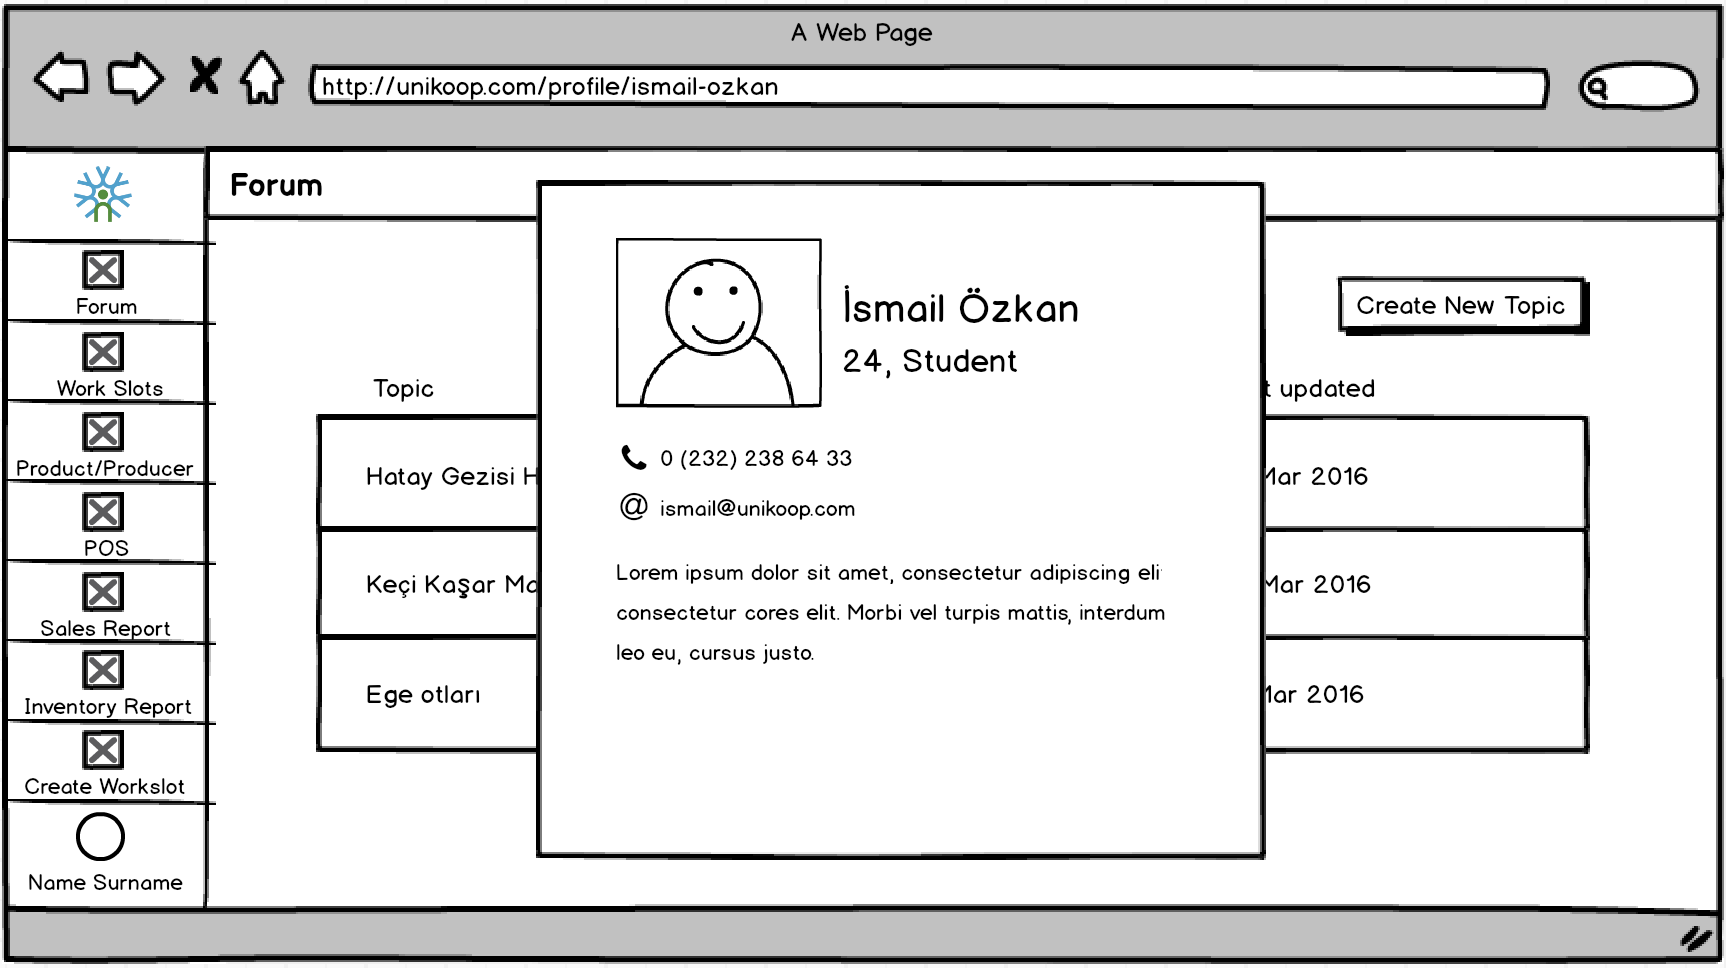 A Web Page
http://unikoop.com/profile/ismail-ozkan
Forum
Forum
Work Slots
Product/Producer
POS
Sales Report
Inventory Report
Create Workslot
Name Surname
Create New Topic
Topic
updated
Hatay Gezisi
Mar 2016
Keçi Kaşar
Mar 2016
Ege otları
Mar 2016
İsmail Özkan
24, Student
0 (232) 238 64 33
@ ismail@unikoop.com
Lorem ipsum dolor sit amet, consectetur adipiscing
consectetur cores elit. Morbi vel turpis mattis, interdum
leo eu, cursus justo.